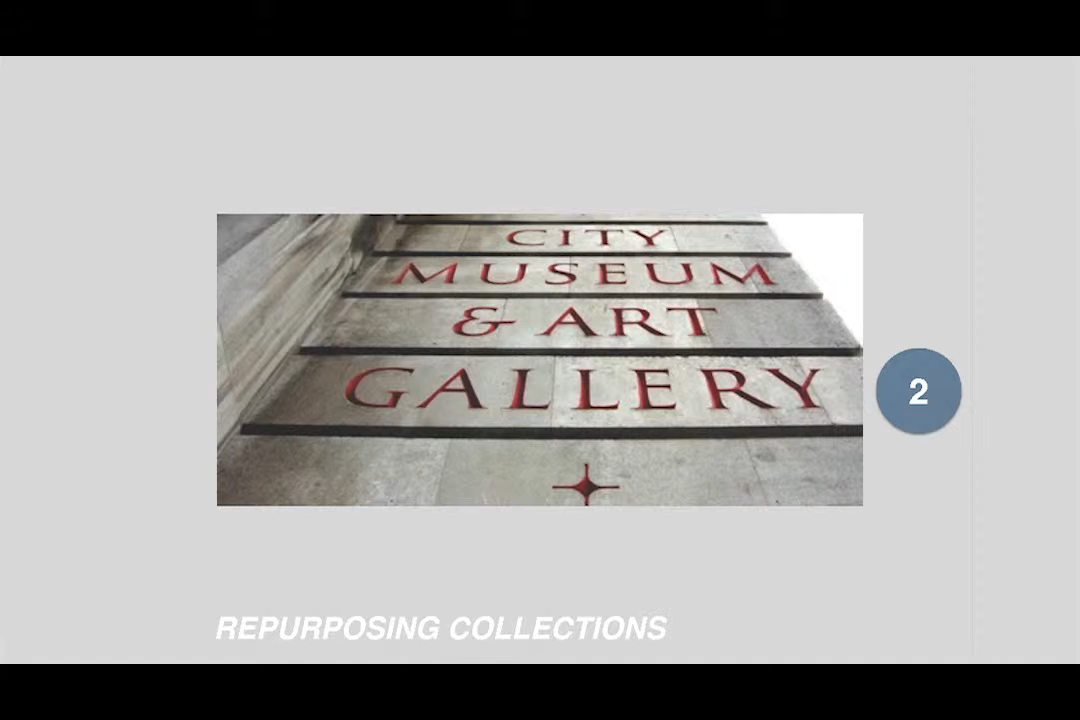 CITY
MUSEUM
& ART
GALLERY
2
REPURPOSING COLLECTIONS